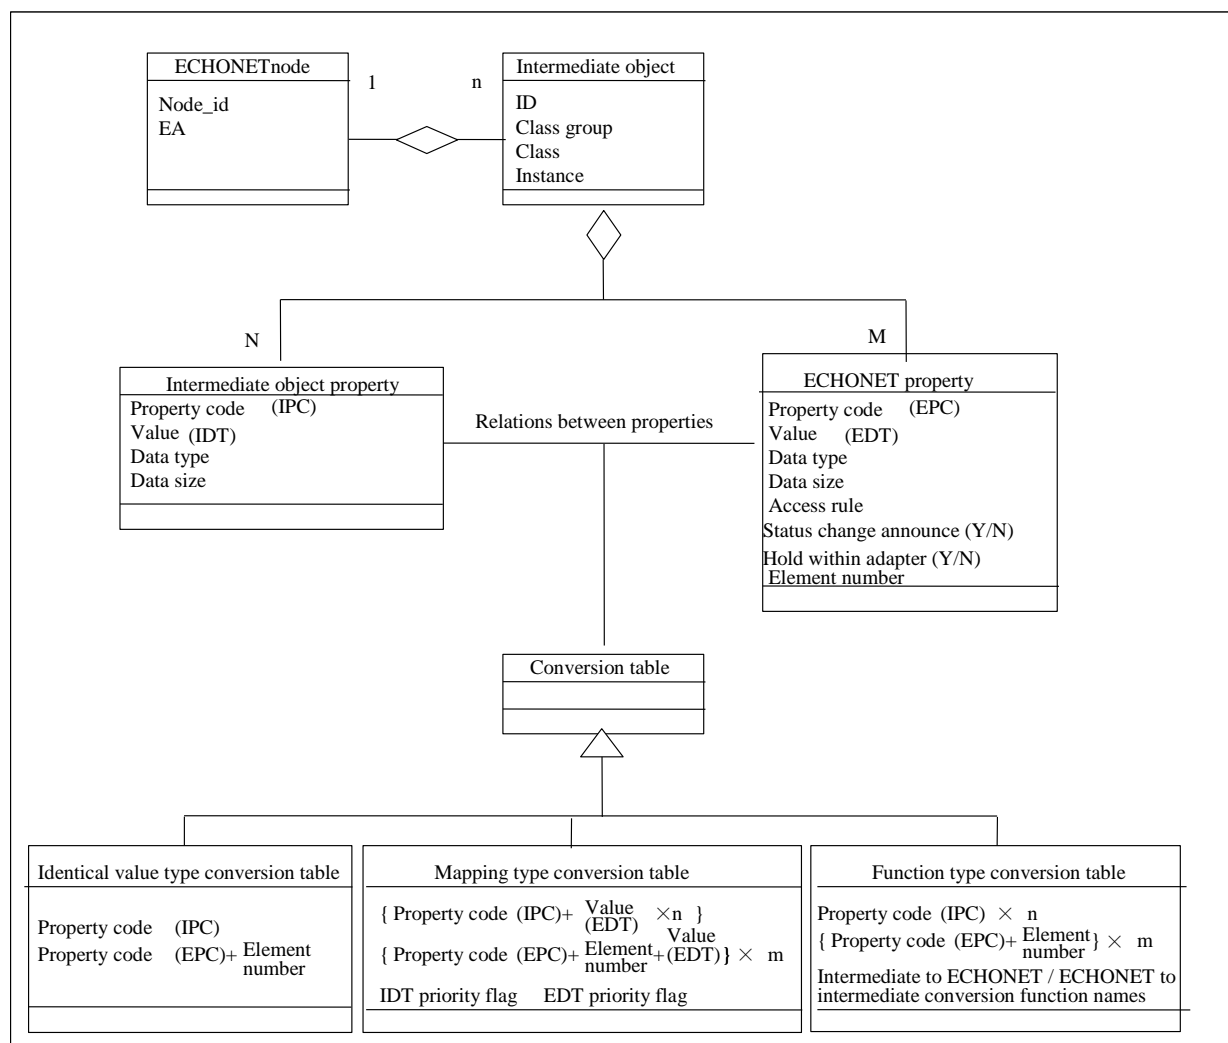 ECHONETnode
1
n
Intermediate object
Node_id
EA
ID
Class group
Class
Instance
N
M
Intermediate object property
Property code (IPC)
Value (IDT)
Data type
Data size
Relations between properties
ECHONET property
Property code (EPC)
Value (EDT)
Data type
Data size
Access rule
Status change announce (Y/N)
Hold within adapter (Y/N)
Element number
Conversion table
Identical value type conversion table
Property code (IPC)
Property code (EPC)+ Element number
Mapping type conversion table
{ Property code (IPC)+ Value (EDT) ×n }
{ Property code (EPC)+ Element number +Value (EDT)} × m
IDT priority flag EDT priority flag
Function type conversion table
Property code (IPC) × n
{ Property code (EPC)+ Element number } × m
Intermediate to ECHONET / ECHONET to
intermediate conversion function names